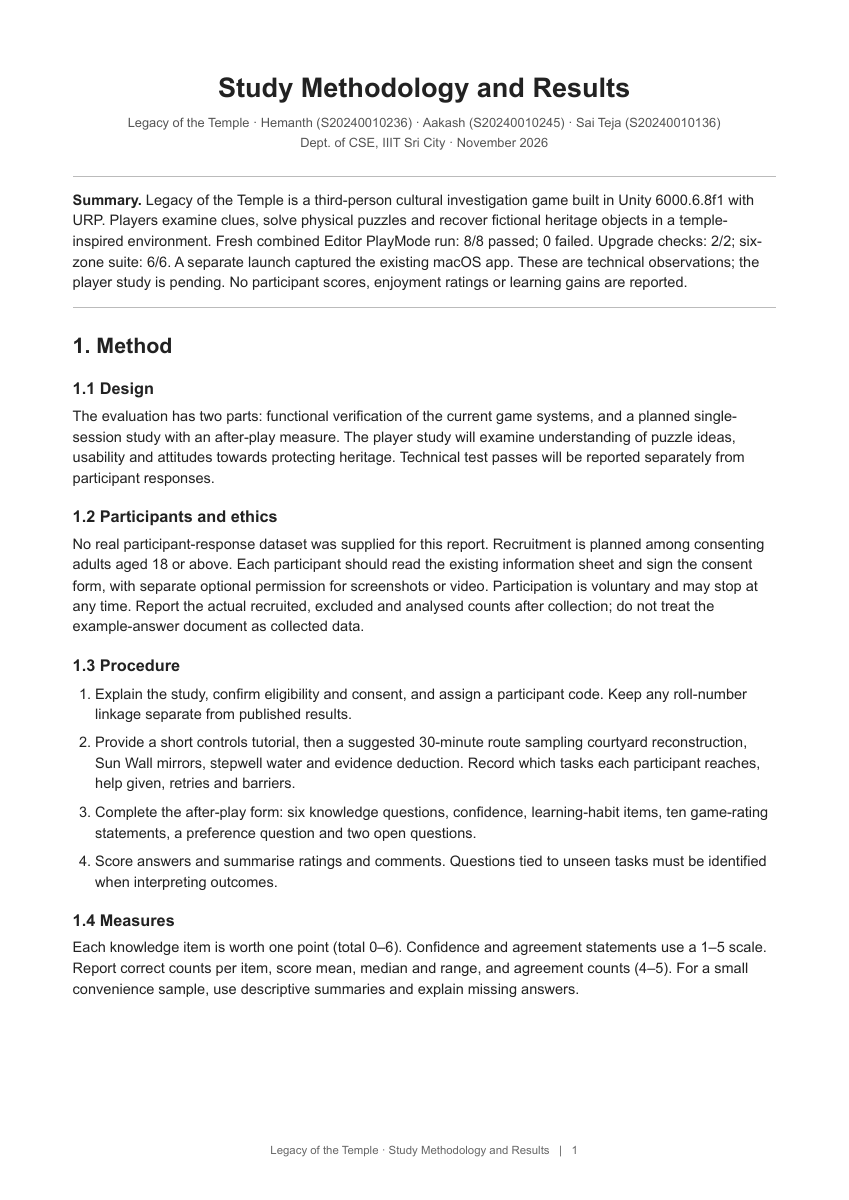 Study Methodology and Results
Legacy of the Temple · Hemanth (S20240010236) · Aakash (S20240010245) · Sai Teja (S20240010136)
Dept. of CSE, IIIT Sri City · November 2026
Summary. Legacy of the Temple is a third-person cultural investigation game built in Unity 6000.6.8f1 with
URP. Players examine clues, solve physical puzzles and recover fictional heritage objects in a temple-
inspired environment. Fresh combined Editor PlayMode run: 8/8 passed; 0 failed. Upgrade checks: 2/2; six-
zone suite: 6/6. A separate launch captured the existing macOS app. These are technical observations; the
player study is pending. No participant scores, enjoyment ratings or learning gains are reported.
1. Method
1.1 Design
The evaluation has two parts: functional verification of the current game systems, and a planned single-
session study with an after-play measure. The player study will examine understanding of puzzle ideas,
usability and attitudes towards protecting heritage. Technical test passes will be reported separately from
participant responses.
1.2 Participants and ethics
No real participant-response dataset was supplied for this report. Recruitment is planned among consenting
adults aged 18 or above. Each participant should read the existing information sheet and sign the consent
form, with separate optional permission for screenshots or video. Participation is voluntary and may stop at
any time. Report the actual recruited, excluded and analysed counts after collection; do not treat the
example-answer document as collected data.
1.3 Procedure
1. Explain the study, confirm eligibility and consent, and assign a participant code. Keep any roll-number
linkage separate from published results.
2. Provide a short controls tutorial, then a suggested 30-minute route sampling courtyard reconstruction,
Sun Wall mirrors, stepwell water and evidence deduction. Record which tasks each participant reaches,
help given, retries and barriers.
3. Complete the after-play form: six knowledge questions, confidence, learning-habit items, ten game-rating
statements, a preference question and two open questions.
4. Score answers and summarise ratings and comments. Questions tied to unseen tasks must be identified
when interpreting outcomes.
1.4 Measures
Each knowledge item is worth one point (total 0–6). Confidence and agreement statements use a 1–5 scale.
Report correct counts per item, score mean, median and range, and agreement counts (4–5). For a small
convenience sample, use descriptive summaries and explain missing answers.
Legacy of the Temple · Study Methodology and Results | 1